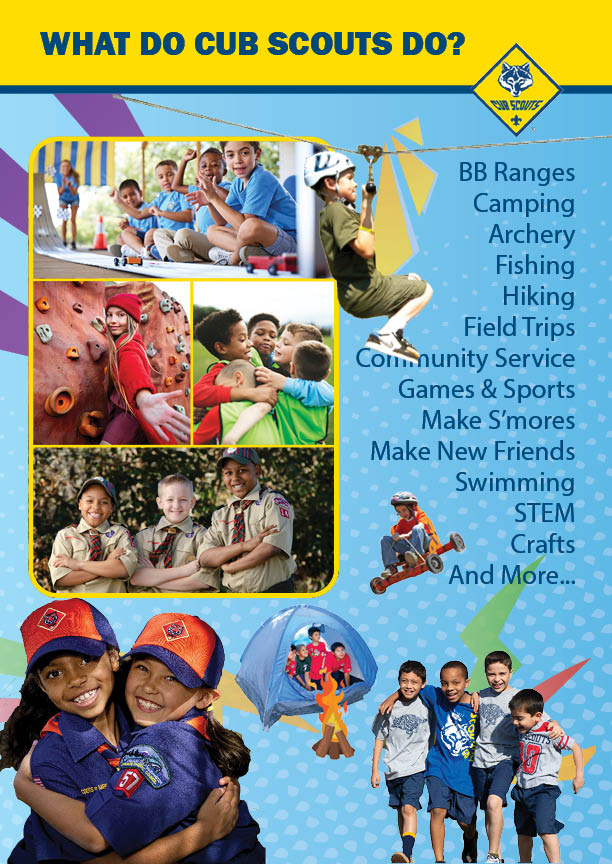 WHAT DO CUB SCOUTS DO?
CUB SCOUTS
BB Ranges
Camping
Archery
Fishing
Hiking
Field Trips
Community Service
Games & Sports
Make S’mores
Make New Friends
Swimming
STEM
Crafts
And More...
57